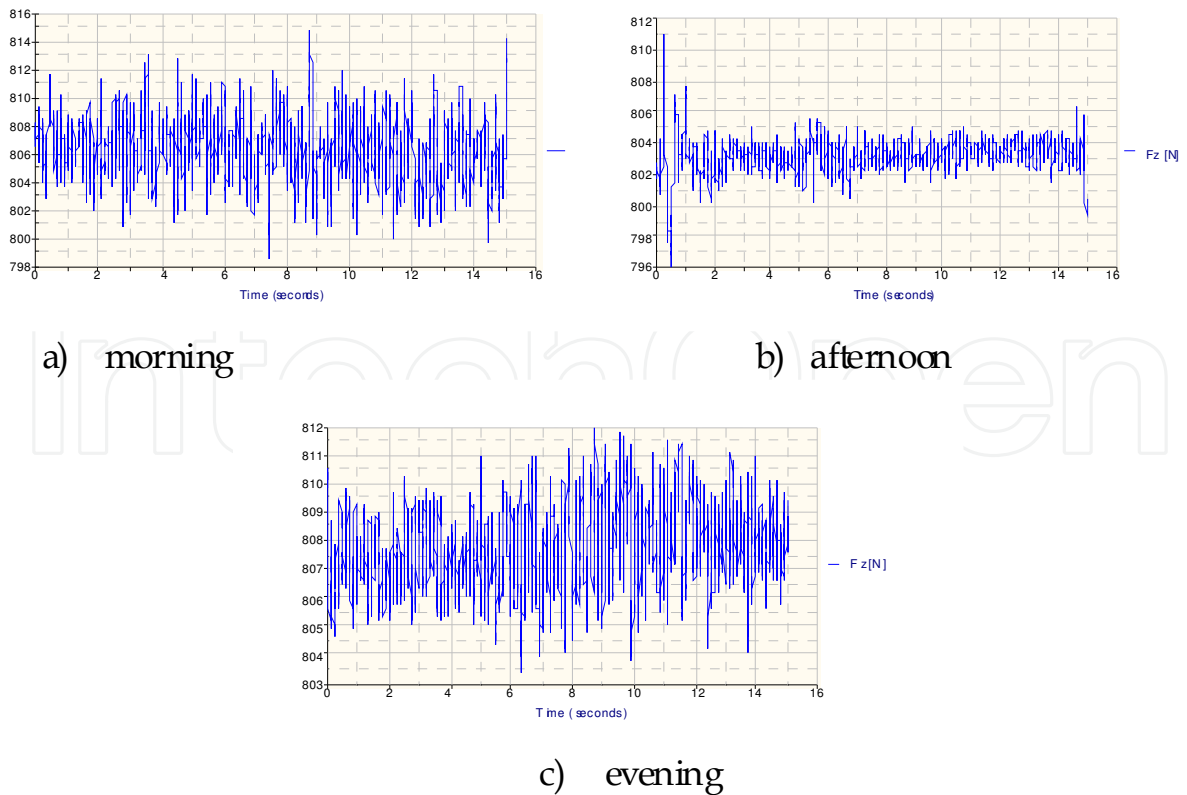 816
814
812
810
808
806
804
802
800
798
0 2 4 6 8 10 12 14 16
Time (seconds)
812
810
808
806
804
802
800
798
796
0 2 4 6 8 10 12 14 16
Time (seconds)
Fz [N]
a) morning
b) afternoon
IntechOpen
812
811
810
809
808
807
806
805
804
803
0 2 4 6 8 10 12 14 16
Time (seconds)
Fz[N]
c) evening